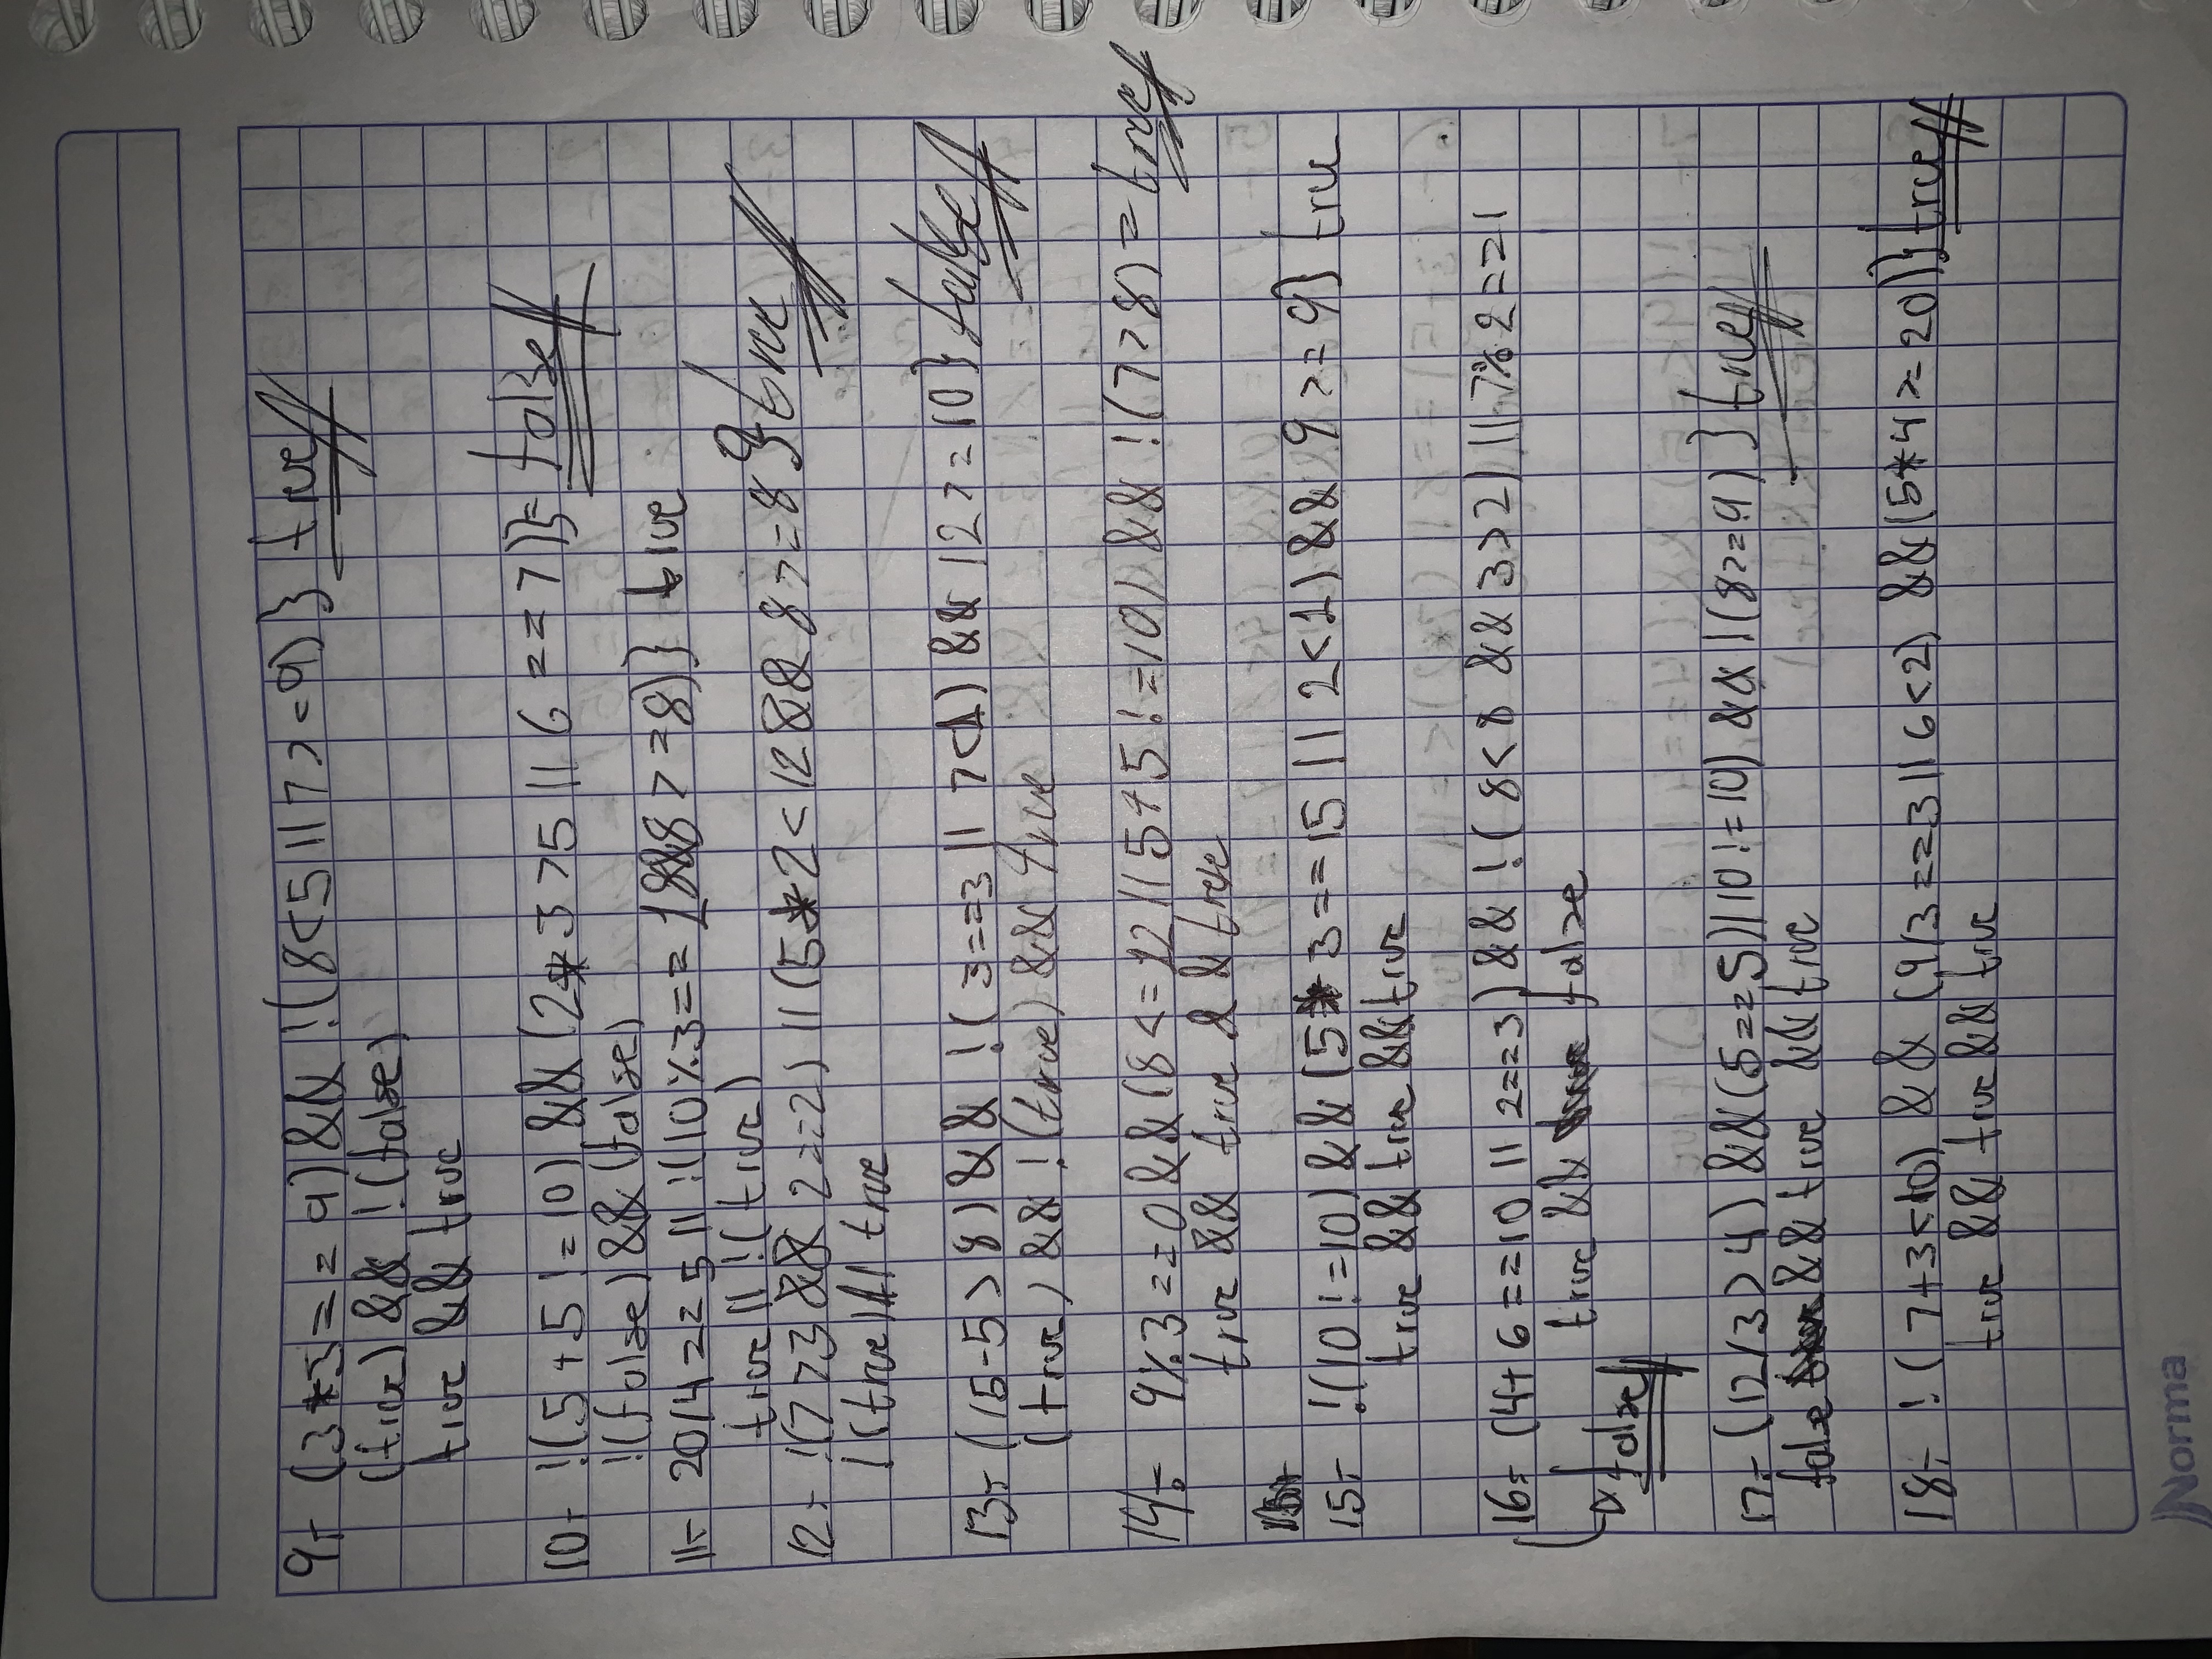 9.- (3*3 == 9) && !(8<5 || 7>=9)} true
(true) && !(false)
true && true
10- !(5+5!=10) && (2*3>5 || 6==7)}= false
!(false) && (false)
11.- 20/4==5 || !(10%3== 1&&8>=8)} true
true || !(true)
12.- !(7>3 && 2==2) || (5*2<12 && 8>=8} true
!(true) || true
13.- (15-5>8) && !(3==3 || 7<1) && 12>=10} false
(true) && !(true) && true
14.- 9%3==0 && (8<=12 || 5+5!=10) && !(7>8) = true
true && true && true
15.- !(10!=10) && (5*3==15 || 2<1) && 9>=9} true
true && true && true
16.- (4+6==10 || 2==3) && !(8<8 && 3>2) || 7%2==1
true && false
false
17.- (12/3>4) && (5==5) || 10!=10) && !(8>=9) } true
false && true && true
18.- !(7+3<10) && (9/3==3 || 6<2) && (5*4>=20)} true
true && true && true
Norma